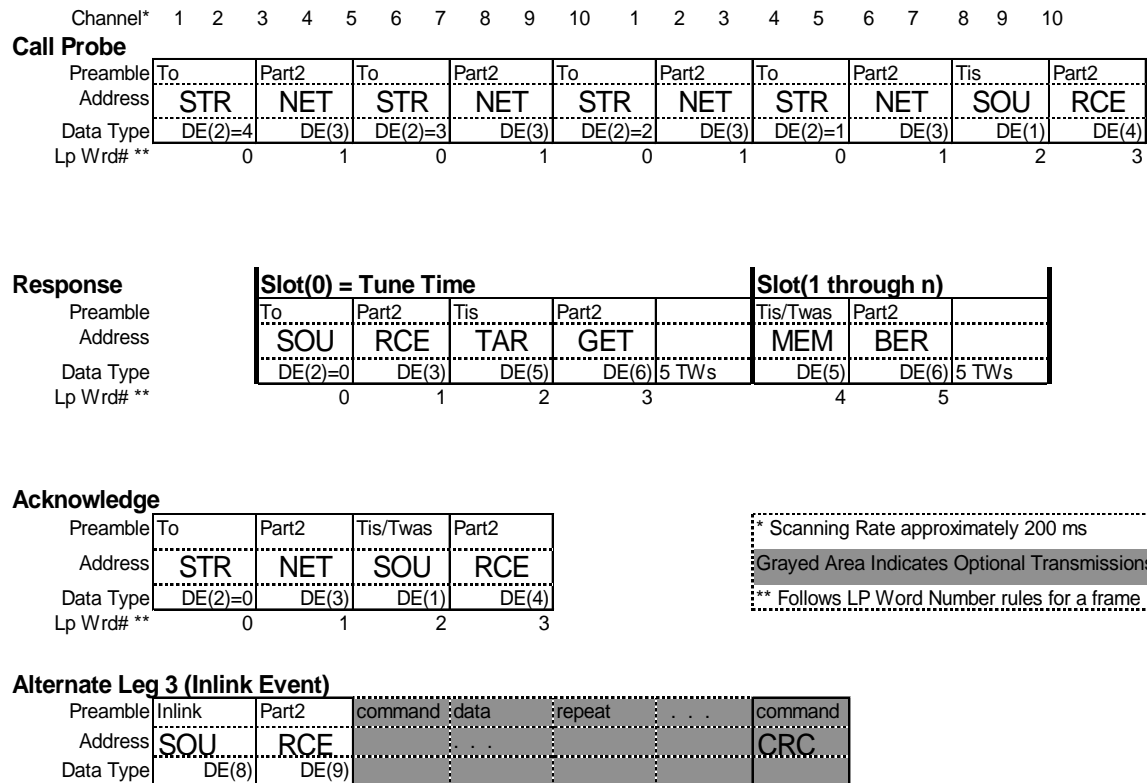 Channel* 1 2 3 4 5 6 7 8 9 10 1 2 3 4 5 6 7 8 9 10
Call Probe
Preamble To Part2 To Part2 To Part2 To Part2 Tis Part2
Address STR NET STR NET STR NET STR NET SOU RCE
Data Type DE(2)=4 DE(3) DE(2)=3 DE(3) DE(2)=2 DE(3) DE(2)=1 DE(3) DE(1) DE(4)
Lp Wrd# ** 0 1 0 1 0 1 0 1 2 3
Response Slot(0) = Tune Time Slot(1 through n)
Preamble To Part2 Tis Part2 Tis/Twas Part2
Address SOU RCE TAR GET MEM BER
Data Type DE(2)=0 DE(3) DE(5) DE(6) 5 TWs DE(5) DE(6) 5 TWs
Lp Wrd# ** 0 1 2 3 4 5
Acknowledge
Preamble To Part2 Tis/Twas Part2
Address STR NET SOU RCE
Data Type DE(2)=0 DE(3) DE(1) DE(4)
Lp Wrd# ** 0 1 2 3
* Scanning Rate approximately 200 ms
Grayed Area Indicates Optional Transmissions
** Follows LP Word Number rules for a frame
Alternate Leg 3 (Inlink Event)
Preamble Inlink Part2 command data repeat . . . command
Address SOU RCE . . . CRC
Data Type DE(8) DE(9)